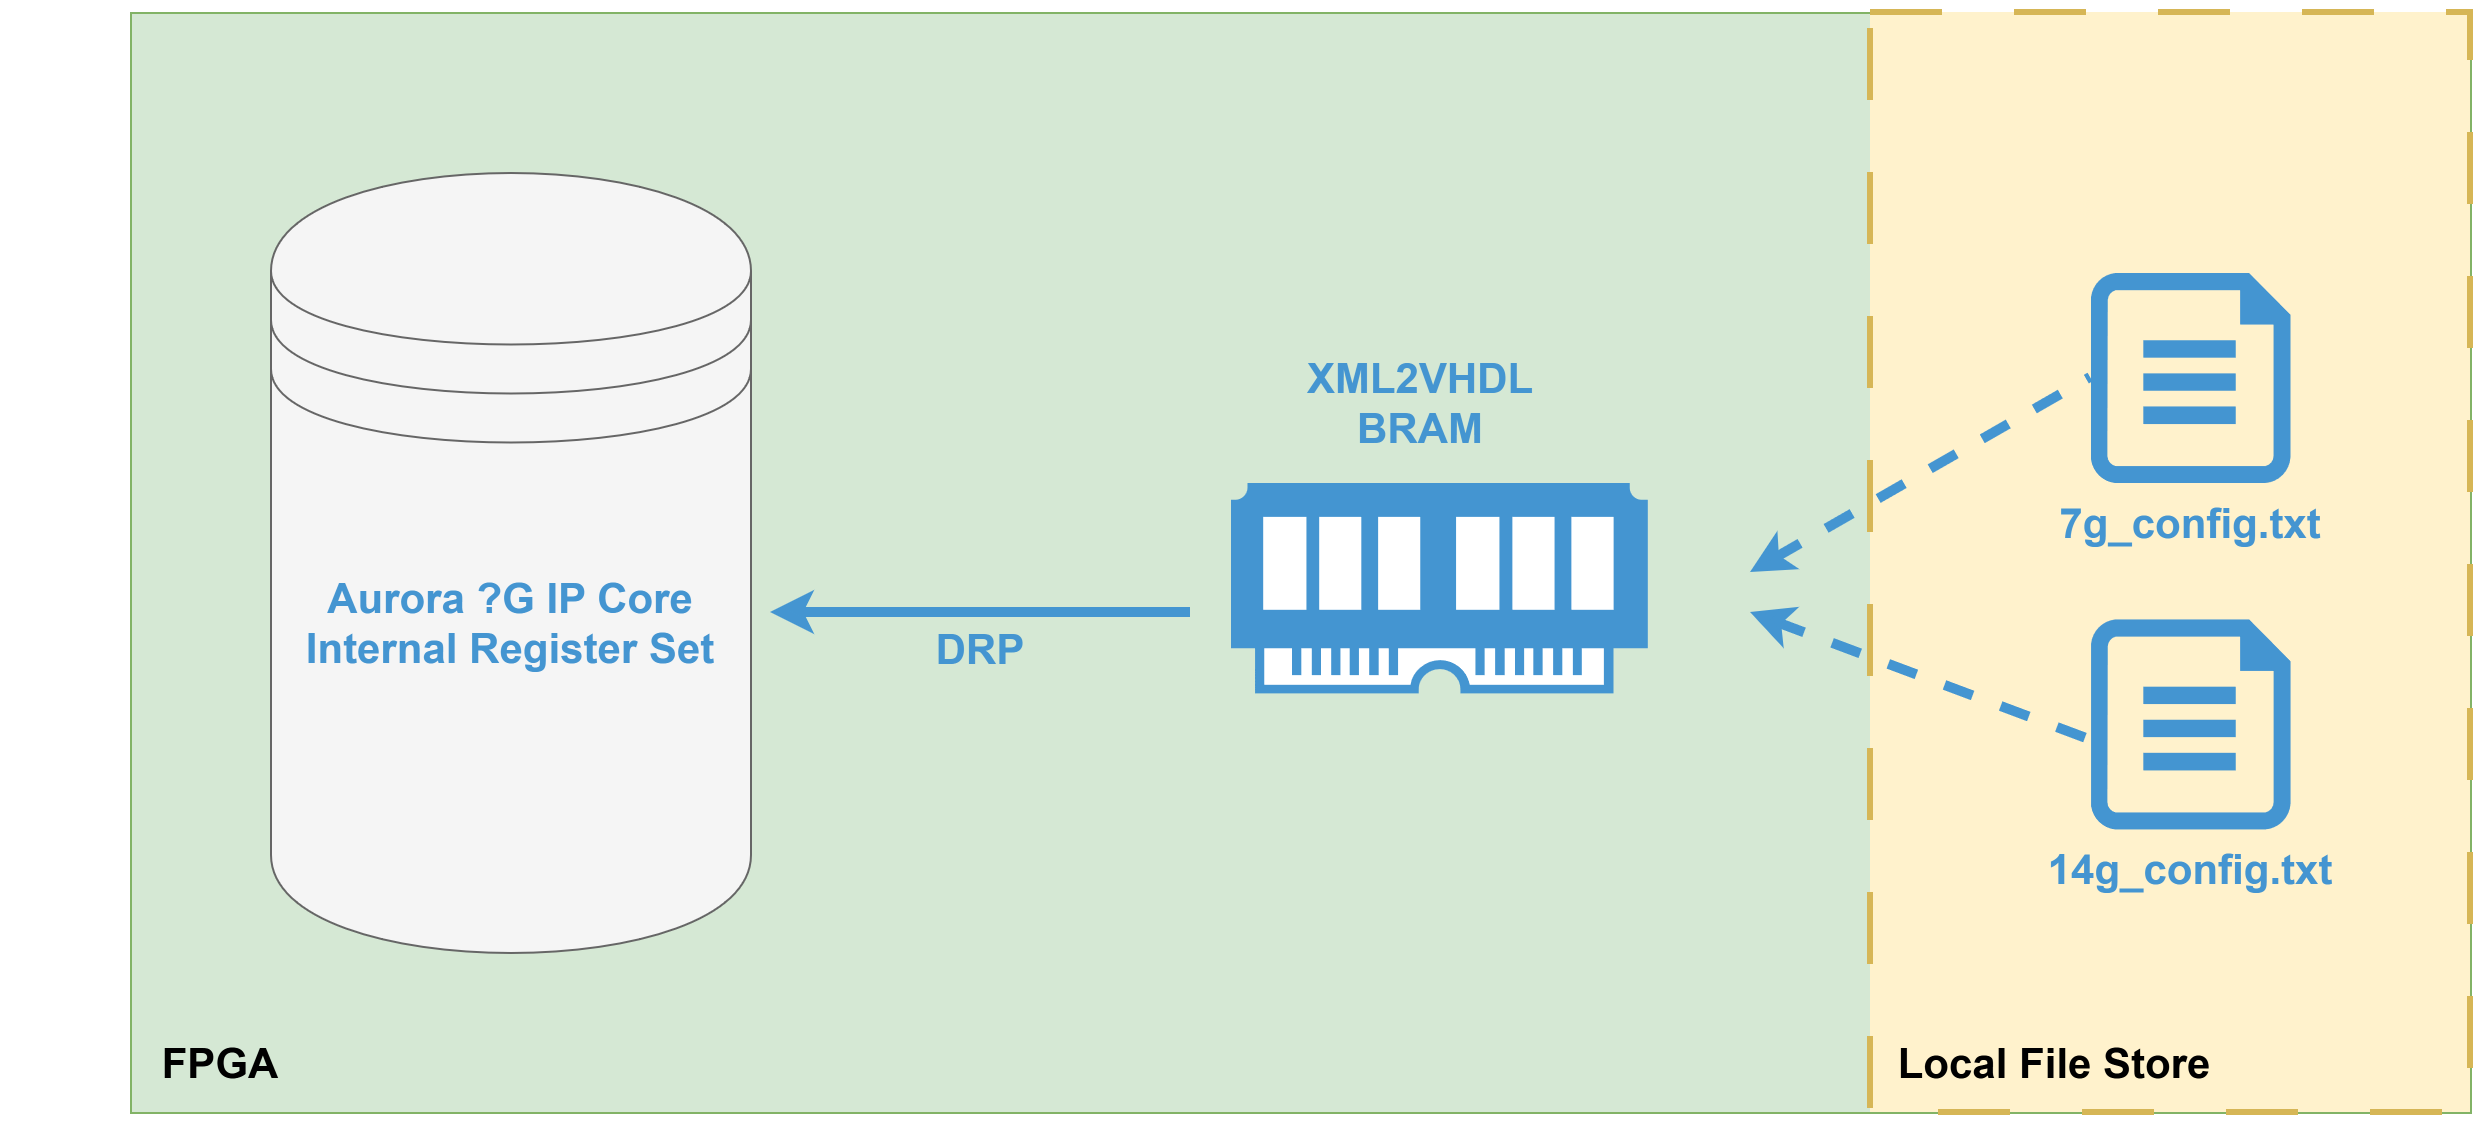 XML2VHDL
BRAM
7g_config.txt
Aurora ?G IP Core
Internal Register Set
DRP
14g_config.txt
FPGA
Local File Store